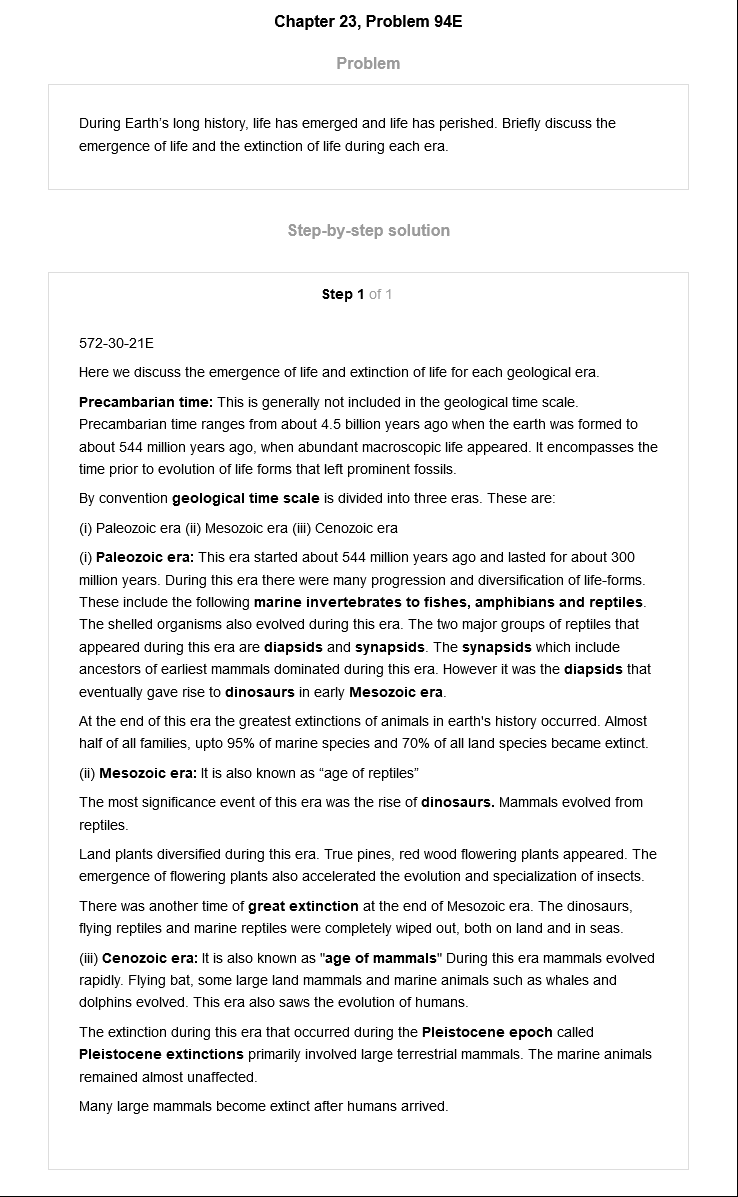 Chapter 23, Problem 94E
Problem
During Earth’s long history, life has emerged and life has perished. Briefly discuss the
emergence of life and the extinction of life during each era.
Step-by-step solution
Step 1 of 1
572-30-21E
Here we discuss the emergence of life and extinction of life for each geological era.
Precambarian time: This is generally not included in the geological time scale.
Precambarian time ranges from about 4.5 billion years ago when the earth was formed to
about 544 million years ago, when abundant macroscopic life appeared. It encompasses the
time prior to evolution of life forms that left prominent fossils.
By convention geological time scale is divided into three eras. These are:
(i) Paleozoic era (ii) Mesozoic era (iii) Cenozoic era
(i) Paleozoic era: This era started about 544 million years ago and lasted for about 300
million years. During this era there were many progression and diversification of life-forms.
These include the following marine invertebrates to fishes, amphibians and reptiles.
The shelled organisms also evolved during this era. The two major groups of reptiles that
appeared during this era are diapsids and synapsids. The synapsids which include
ancestors of earliest mammals dominated during this era. However it was the diapsids that
eventually gave rise to dinosaurs in early Mesozoic era.
At the end of this era the greatest extinctions of animals in earth's history occurred. Almost
half of all families, upto 95% of marine species and 70% of all land species became extinct.
(ii) Mesozoic era: It is also known as “age of reptiles”
The most significance event of this era was the rise of dinosaurs. Mammals evolved from
reptiles.
Land plants diversified during this era. True pines, red wood flowering plants appeared. The
emergence of flowering plants also accelerated the evolution and specialization of insects.
There was another time of great extinction at the end of Mesozoic era. The dinosaurs,
flying reptiles and marine reptiles were completely wiped out, both on land and in seas.
(iii) Cenozoic era: It is also known as "age of mammals" During this era mammals evolved
rapidly. Flying bat, some large land mammals and marine animals such as whales and
dolphins evolved. This era also saws the evolution of humans.
The extinction during this era that occurred during the Pleistocene epoch called
Pleistocene extinctions primarily involved large terrestrial mammals. The marine animals
remained almost unaffected.
Many large mammals become extinct after humans arrived.